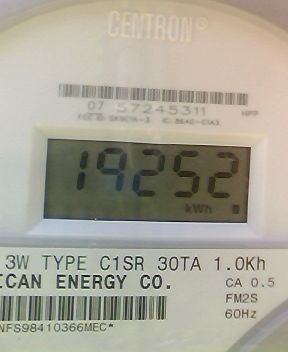 CENTRON®
07 57245311
19252
kWh
3W TYPE C1SR 30TA 1.0Kh
ICAN ENERGY CO.
CA 0.5
FM2S
60Hz
NFS98410366MEC*